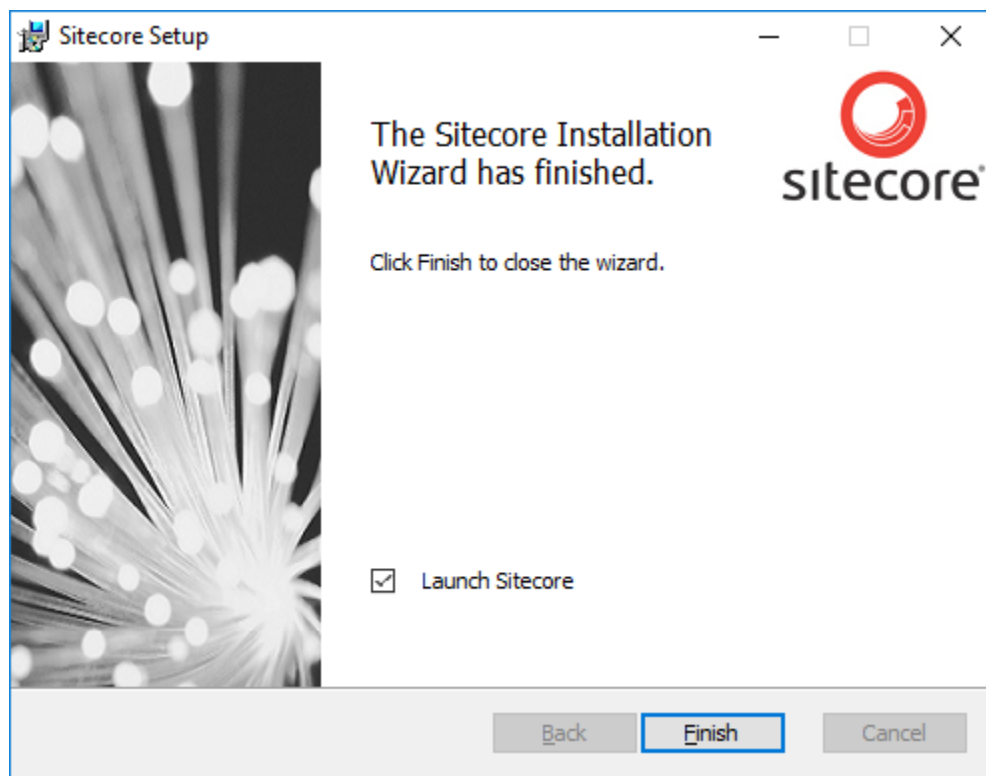 Sitecore Setup
The Sitecore Installation
Wizard has finished.
sitecore®
Click Finish to close the wizard.
Launch Sitecore
Back
Finish
Cancel